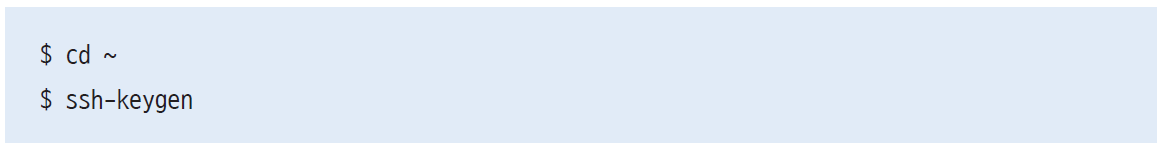 $ cd ~
$ ssh-keygen